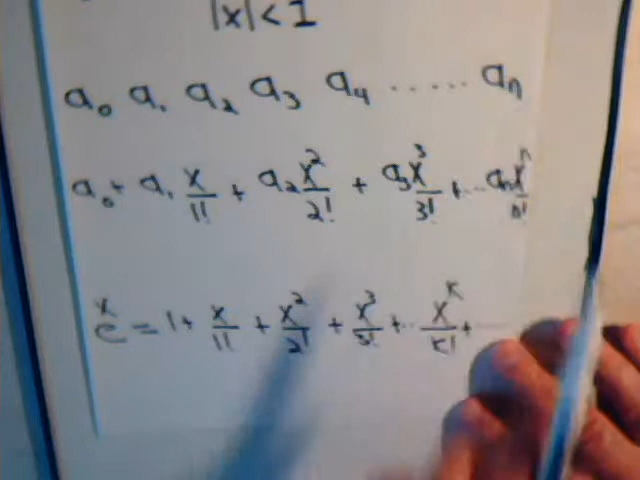 |x| < 1
a₀ a₁ a₂ a₃ a₄ ...... aₙ
a₀ + a₁ x/1! + a₂ x²/2! + a₃ x³/3! + ... aₙ xⁿ/n!
eˣ = 1 + x/1! + x²/2! + x³/3! + ... xᴷ/K! +